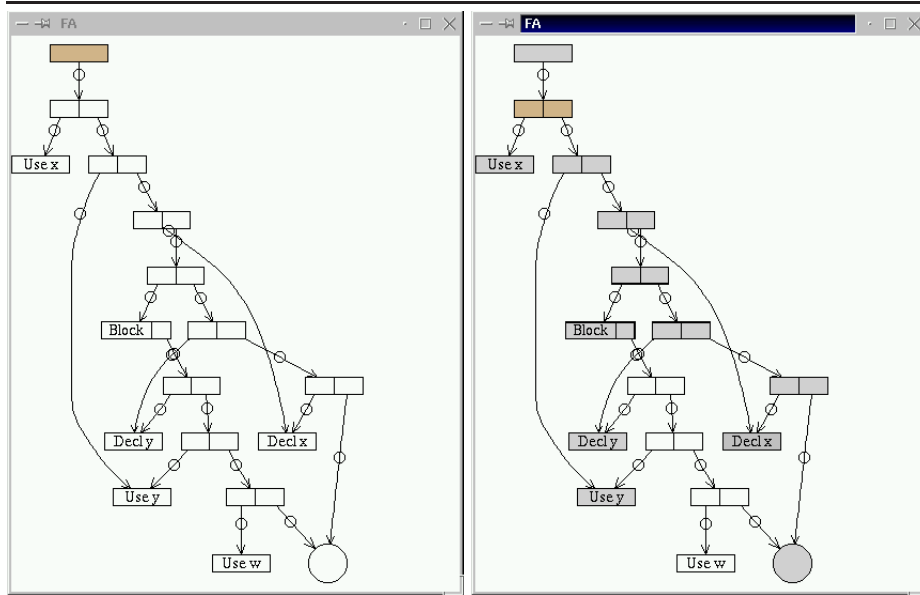 FA
Use x
Block
Decl y
Decl x
Use y
Use w
FA
Use x
Block
Decl y
Decl x
Use y
Use w